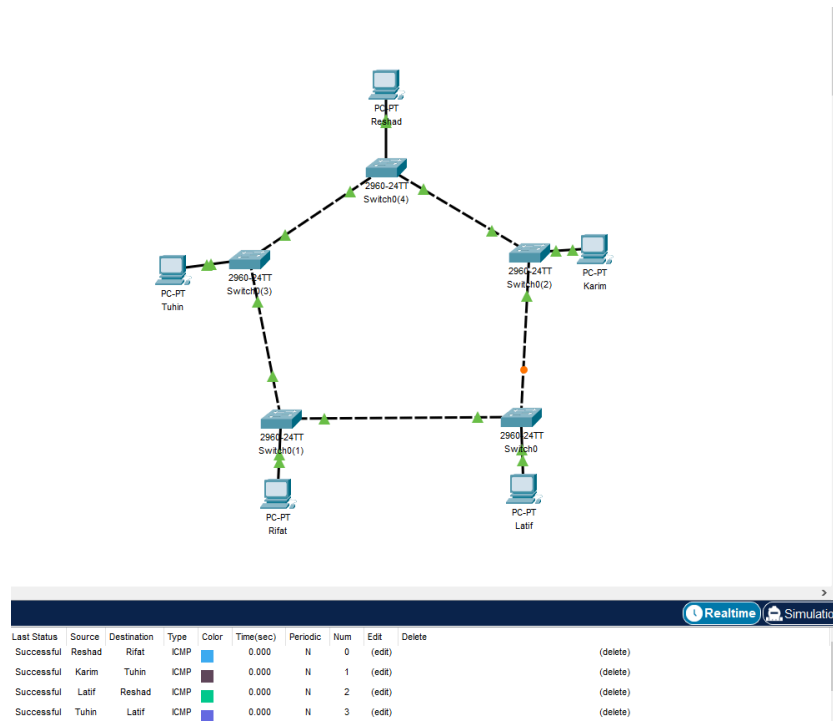 PC-PT
Reshad
2960-24TT
Switch0(4)
2960-24TT
Switch0(3)
PC-PT
Tuhin
2960-24TT
Switch0(2)
PC-PT
Karim
2960-24TT
Switch0(1)
2960-24TT
Switch0
PC-PT
Rifat
PC-PT
Latif
Realtime Simulatio
Last Status Source Destination Type Color Time(sec) Periodic Num Edit Delete
Successful Reshad Rifat ICMP 0.000 N 0 (edit) (delete)
Successful Karim Tuhin ICMP 0.000 N 1 (edit) (delete)
Successful Latif Reshad ICMP 0.000 N 2 (edit) (delete)
Successful Tuhin Latif ICMP 0.000 N 3 (edit) (delete)